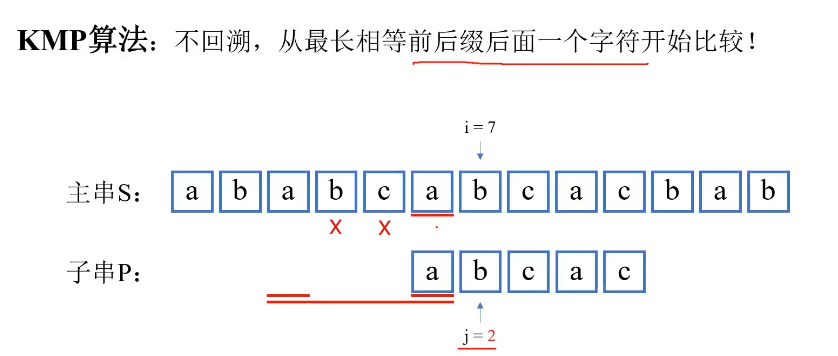 KMP算法：不回溯，从最长相等前后缀后面一个字符开始比较！
i = 7
主串S： a b a b c a b c a c b a b
X X
子串P： a b c a c
j = 2